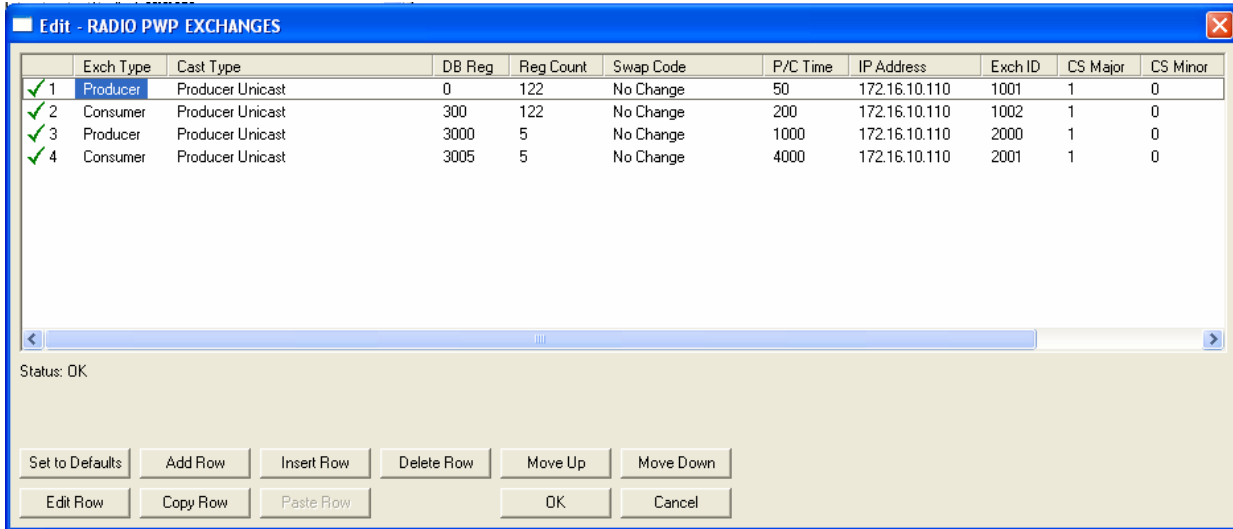 Edit - RADIO PWP EXCHANGES
Exch Type Cast Type DB Reg Reg Count Swap Code P/C Time IP Address Exch ID CS Major CS Minor
1 Producer Producer Unicast 0 122 No Change 50 172.16.10.110 1001 1 0
2 Consumer Producer Unicast 300 122 No Change 200 172.16.10.110 1002 1 0
3 Producer Producer Unicast 3000 5 No Change 1000 172.16.10.110 2000 1 0
4 Consumer Producer Unicast 3005 5 No Change 4000 172.16.10.110 2001 1 0
Status: OK
Set to Defaults Add Row Insert Row Delete Row Move Up Move Down
Edit Row Copy Row Paste Row OK Cancel